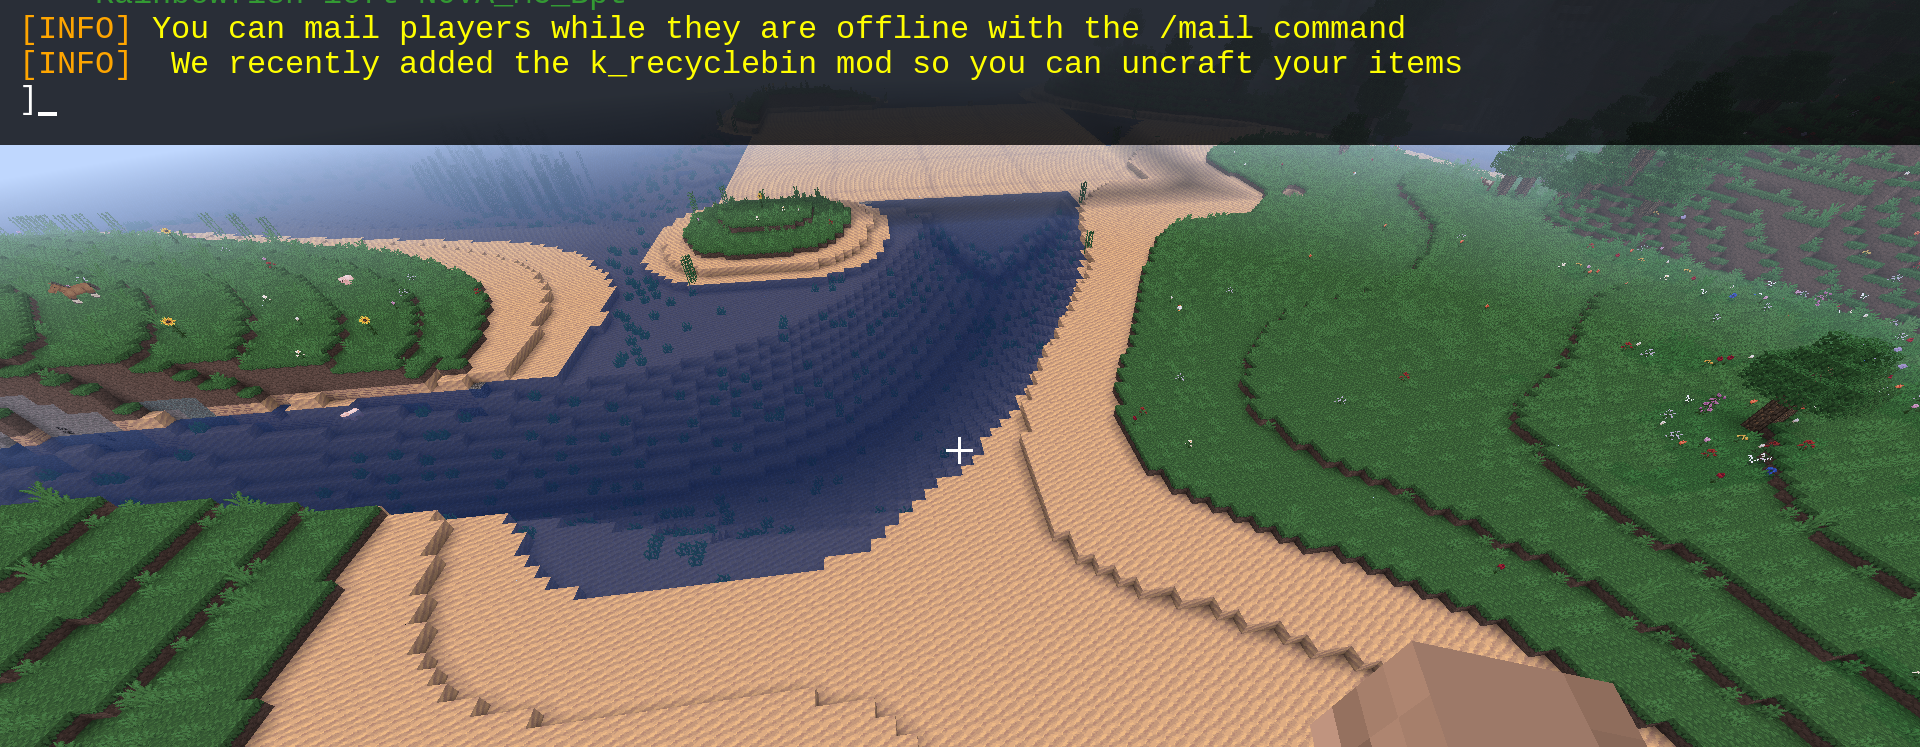 [INFO] You can mail players while they are offline with the /mail command
[INFO]  We recently added the k_recyclebin mod so you can uncraft your items
]_